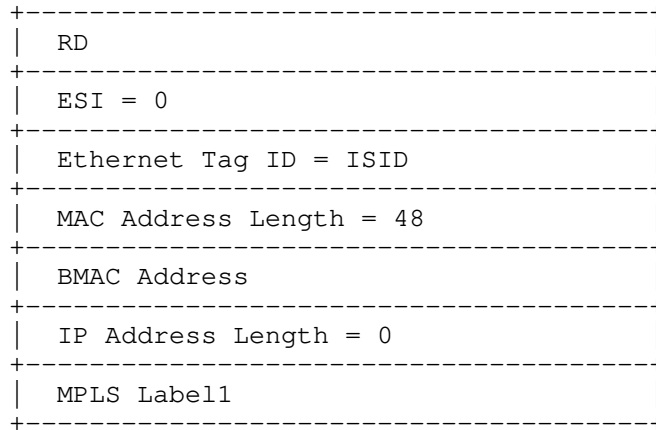 RD
ESI = 0
Ethernet Tag ID = ISID
MAC Address Length = 48
BMAC Address
IP Address Length = 0
MPLS Label1